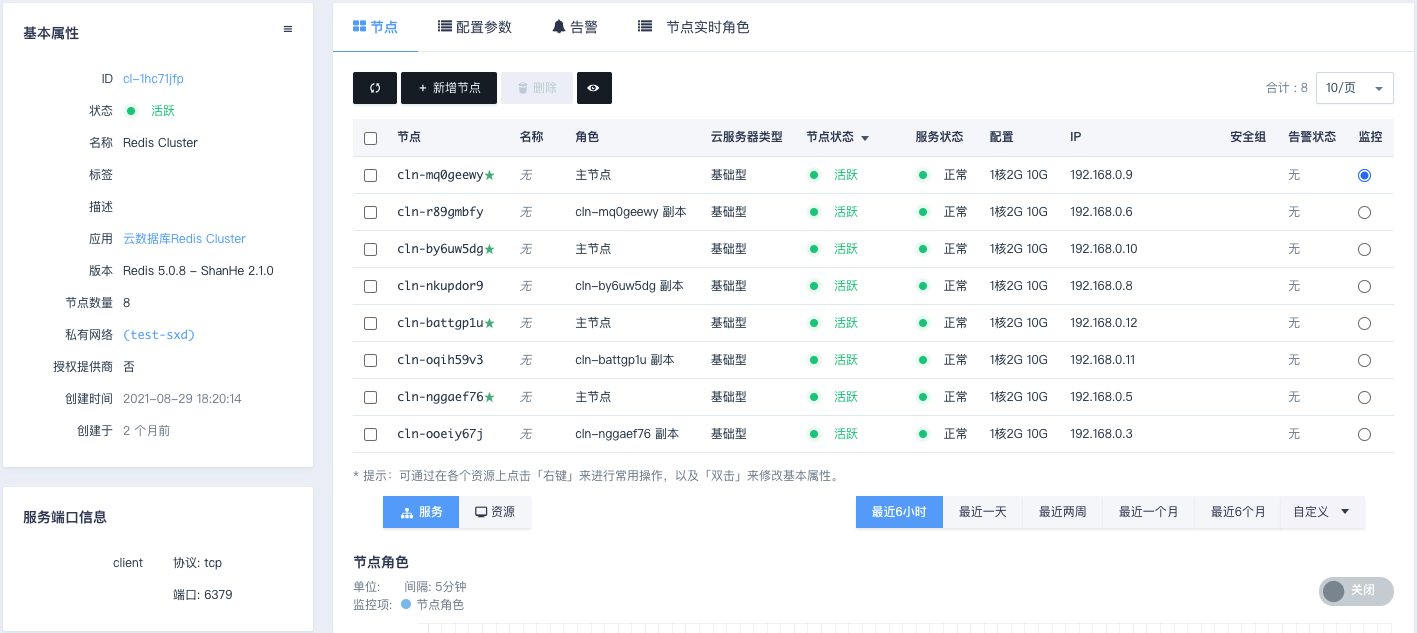 基本属性
ID cl-1hc71jfp
状态 活跃
名称 Redis Cluster
标签
描述
应用 云数据库Redis Cluster
版本 Redis 5.0.8 - ShanHe 2.1.0
节点数量 8
私有网络 (test-sxd)
授权提供商 否
创建时间 2021-08-29 18:20:14
创建于 2 个月前
服务端口信息
client 协议: tcp
端口: 6379
节点 配置参数 告警 节点实时角色
+ 新增节点 删除 合计 : 8 10/页
节点 名称 角色 云服务器类型 节点状态 服务状态 配置 IP 安全组 告警状态 监控
cln-mq0geewy★ 无 主节点 基础型 活跃 正常 1核2G 10G 192.168.0.9 无
cln-r89gmbfy 无 cln-mq0geewy 副本 基础型 活跃 正常 1核2G 10G 192.168.0.6 无
cln-by6uw5dg★ 无 主节点 基础型 活跃 正常 1核2G 10G 192.168.0.10 无
cln-nkupdor9 无 cln-by6uw5dg 副本 基础型 活跃 正常 1核2G 10G 192.168.0.8 无
cln-battgp1u★ 无 主节点 基础型 活跃 正常 1核2G 10G 192.168.0.12 无
cln-oqih59v3 无 cln-battgp1u 副本 基础型 活跃 正常 1核2G 10G 192.168.0.11 无
cln-nggaef76★ 无 主节点 基础型 活跃 正常 1核2G 10G 192.168.0.5 无
cln-ooeiy67j 无 cln-nggaef76 副本 基础型 活跃 正常 1核2G 10G 192.168.0.3 无
* 提示：可通过在各个资源上点击「右键」来进行常用操作，以及「双击」来修改基本属性。
服务 资源 最近6小时 最近一天 最近两周 最近一个月 最近6个月 自定义
节点角色
单位: 间隔: 5分钟
关闭
监控项: 节点角色